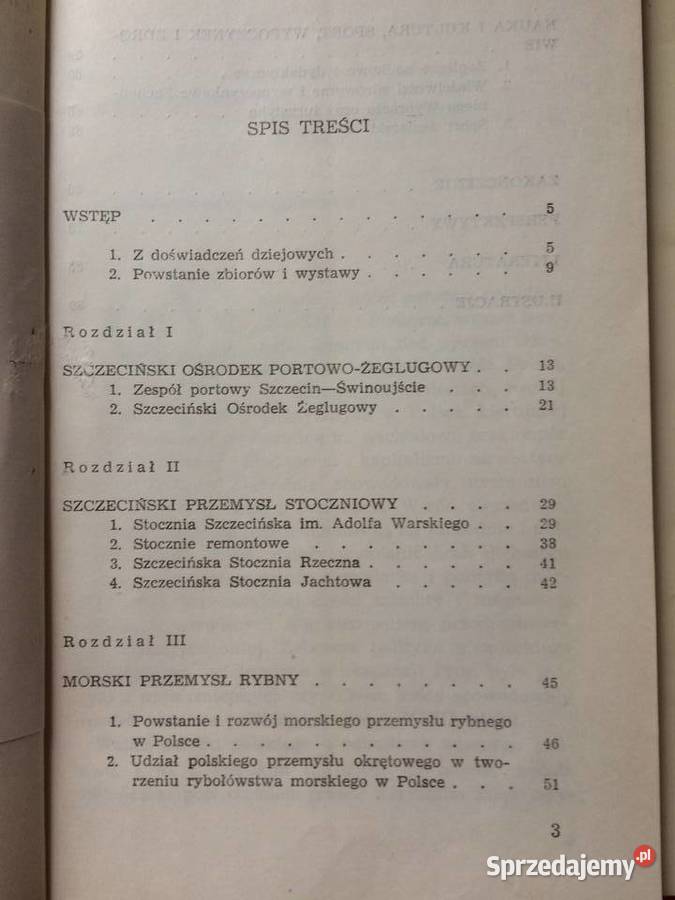 SPIS TREŚCI
WSTĘP . . . . . . . . . . . . . . 5
1. Z doświadczeń dziejowych . . . . . . . 5
2. Powstanie zbiorów i wystawy . . . . . . 9
Rozdział I
SZCZECIŃSKI OŚRODEK PORTOWO-ŻEGLUGOWY . . 13
1. Zespół portowy Szczecin—Świnoujście . . . 13
2. Szczeciński Ośrodek Żeglugowy . . . . . 21
Rozdział II
SZCZECIŃSKI PRZEMYSŁ STOCZNIOWY . . . . 29
1. Stocznia Szczecińska im. Adolfa Warskiego . . 29
2. Stocznie remontowe . . . . . . . . 38
3. Szczecińska Stocznia Rzeczna . . . . . . 41
4. Szczecińska Stocznia Jachtowa . . . . . 42
Rozdział III
MORSKI PRZEMYSŁ RYBNY . . . . . . . . 45
1. Powstanie i rozwój morskiego przemysłu rybnego
w Polsce . . . . . . . . . . . . 46
2. Udział polskiego przemysłu okrętowego w two-
rzeniu rybołówstwa morskiego w Polsce . . . 51
3
Sprzedajemy.pl